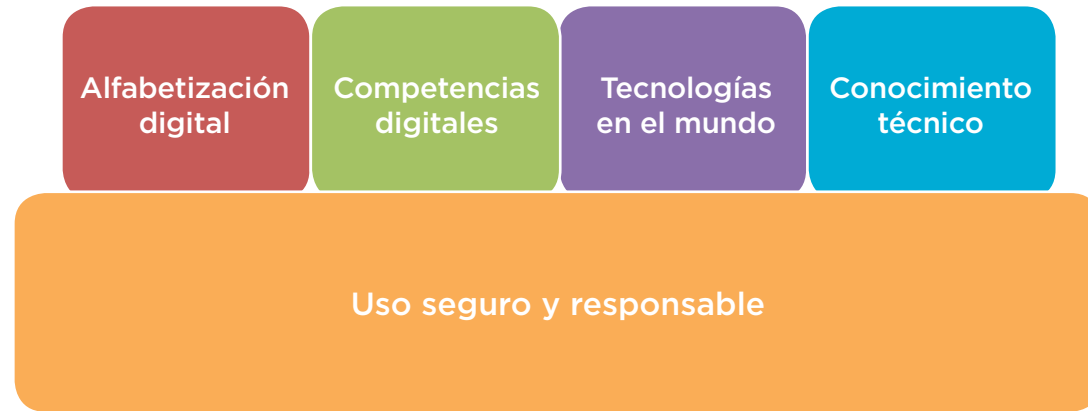 Alfabetización
digital
Competencias
digitales
Tecnologías
en el mundo
Conocimiento
técnico
Uso seguro y responsable